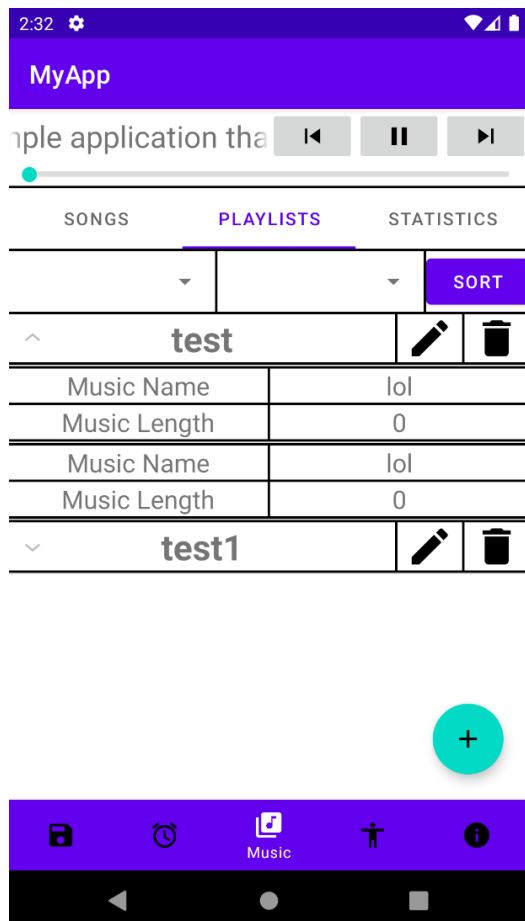 2:32
MyApp
nple application tha
SONGS PLAYLISTS STATISTICS
SORT
test
Music Name lol
Music Length 0
Music Name lol
Music Length 0
test1
Music